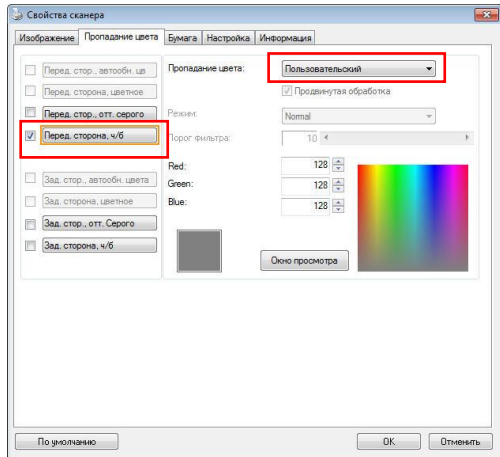 Свойства сканера
Изображение Пропадание цвета Бумага Настройка Информация
Перед. стор., автообн. цв
Перед. сторона, цветное
Перед. стор., отт. серого
Перед. сторона, ч/б
Зад. стор., автообн. цвета
Зад. сторона, цветное
Зад. стор., отт. Серого
Зад. сторона, ч/б
Пропадание цвета: Пользовательский
Продвинутая обработка
Режим: Normal
Порог фильтра: 10
Red: 128
Green: 128
Blue: 128
Окно просмотра
По умолчанию OK Отменить